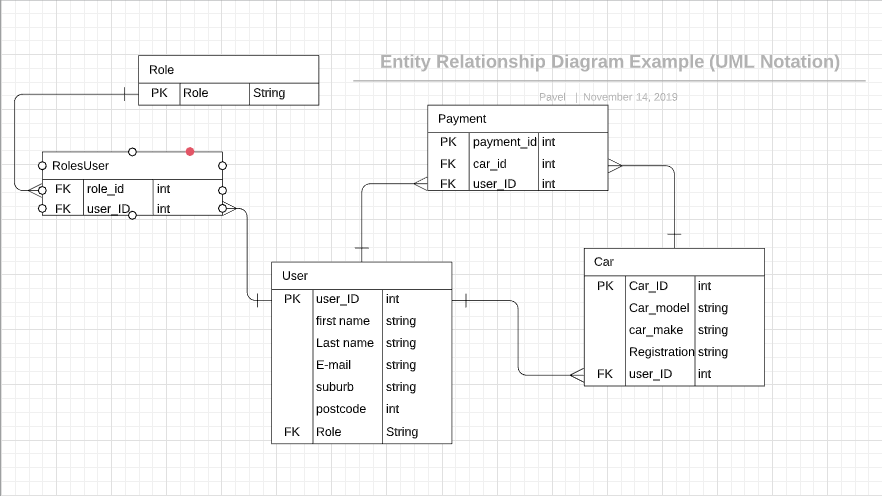 Entity Relationship Diagram Example (UML Notation)
Pavel | November 14, 2019
Role
PK Role String
RolesUser
FK role_id int
FK user_ID int
Payment
PK payment_id int
FK car_id int
FK user_ID int
User
PK user_ID int
first name string
Last name string
E-mail string
suburb string
postcode int
FK Role String
Car
PK Car_ID int
Car_model string
car_make string
Registration string
FK user_ID int